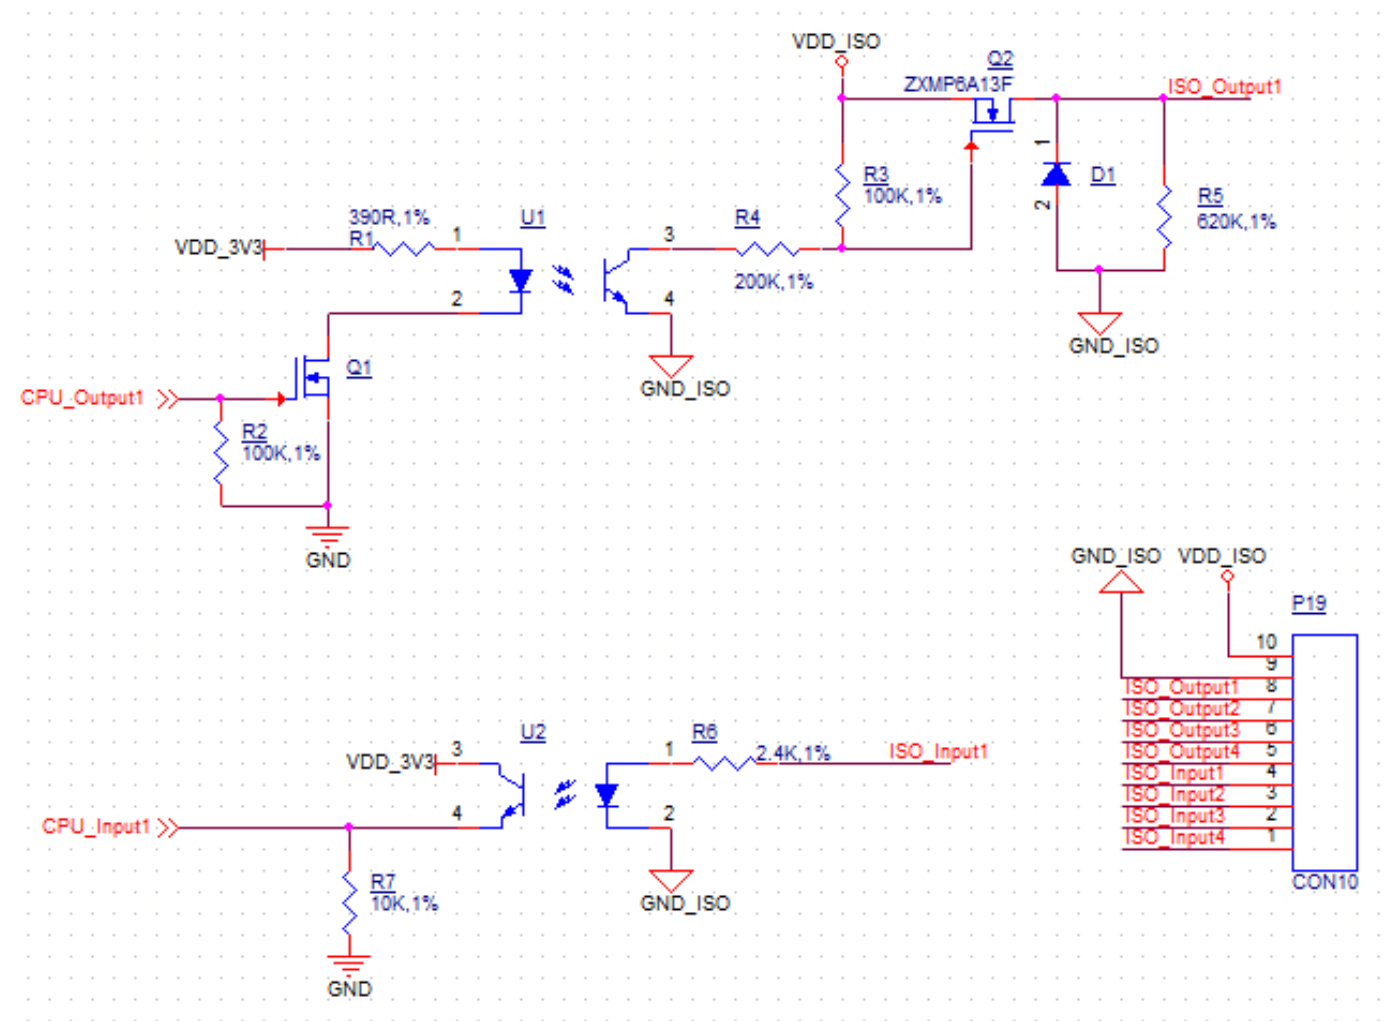 VDD_ISO
Q2
ZXMP6A13F
ISO_Output1
1
D1
2
R3
100K,1%
R5
620K,1%
390R,1%
R1
VDD_3V3
1
U1
3
R4
200K,1%
2
4
GND_ISO
GND_ISO
Q1
CPU_Output1
R2
100K,1%
GND
GND_ISO
VDD_ISO
P19
10
9
ISO_Output1 8
ISO_Output2 7
ISO_Output3 6
ISO_Output4 5
ISO_Input1 4
ISO_Input2 3
ISO_Input3 2
ISO_Input4 1
CON10
U2
VDD_3V3
3
1
R6
2.4K,1%
ISO_Input1
CPU_Input1
4
2
R7
10K,1%
GND_ISO
GND